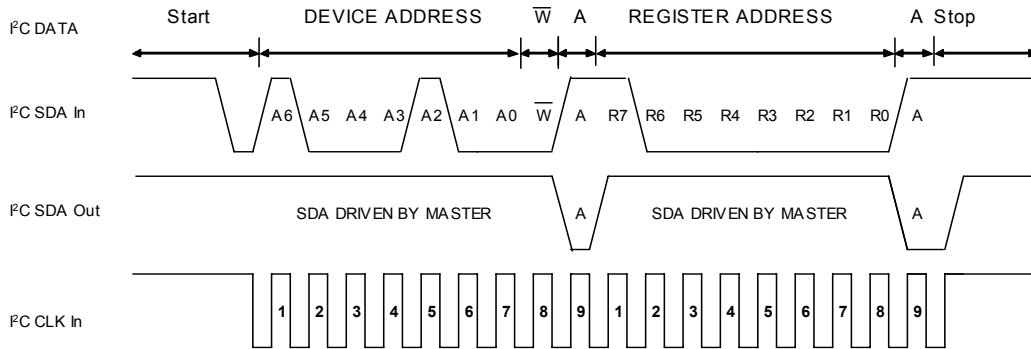 Start DEVICE ADDRESS W̅ A REGISTER ADDRESS A Stop
I²C DATA
I²C SDA In A6 A5 A4 A3 A2 A1 A0 W̅ A R7 R6 R5 R4 R3 R2 R1 R0 A
I²C SDA Out SDA DRIVEN BY MASTER A SDA DRIVEN BY MASTER A
I²C CLK In 1 2 3 4 5 6 7 8 9 1 2 3 4 5 6 7 8 9